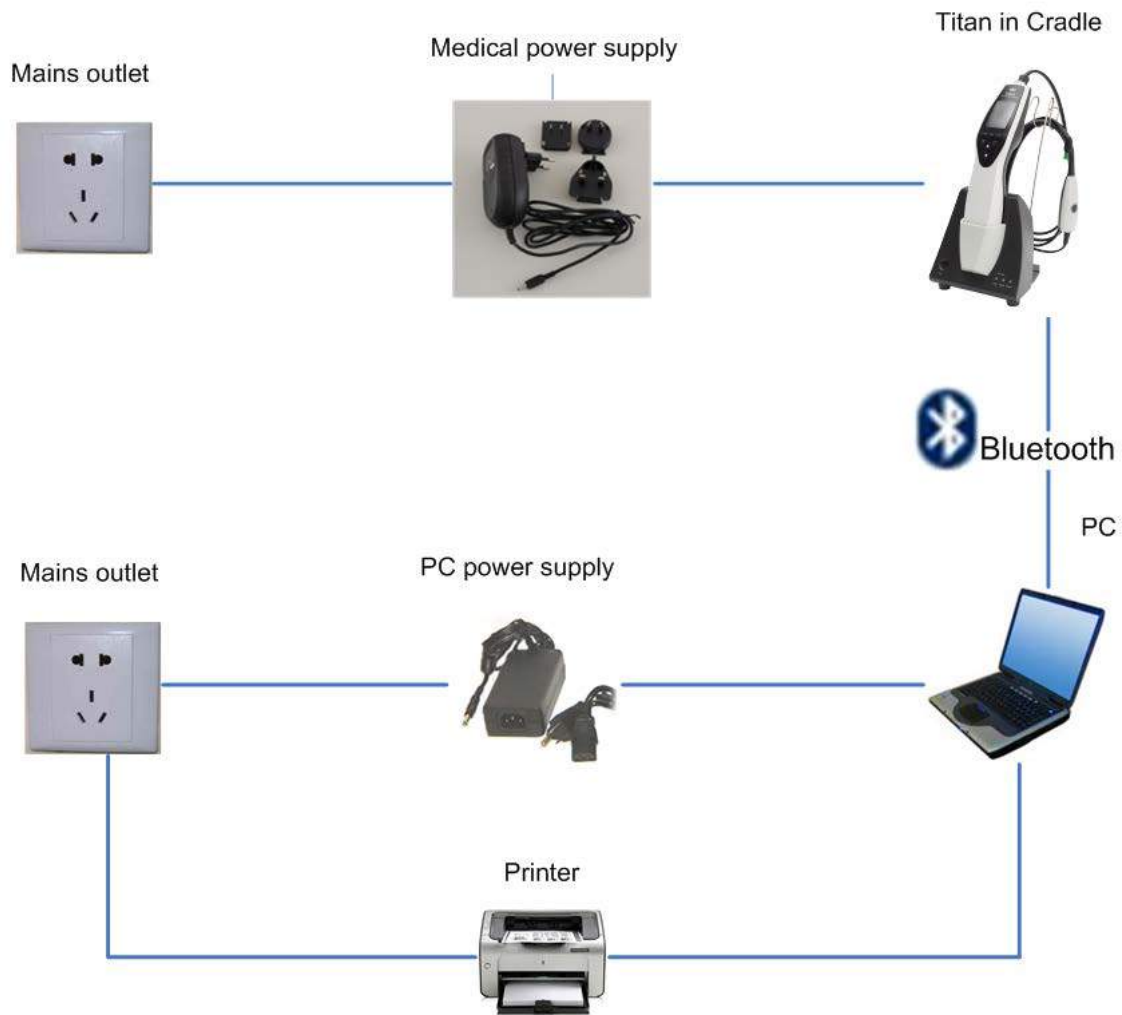 Titan in Cradle
Medical power supply
Mains outlet
Bluetooth
PC
PC power supply
Mains outlet
Printer